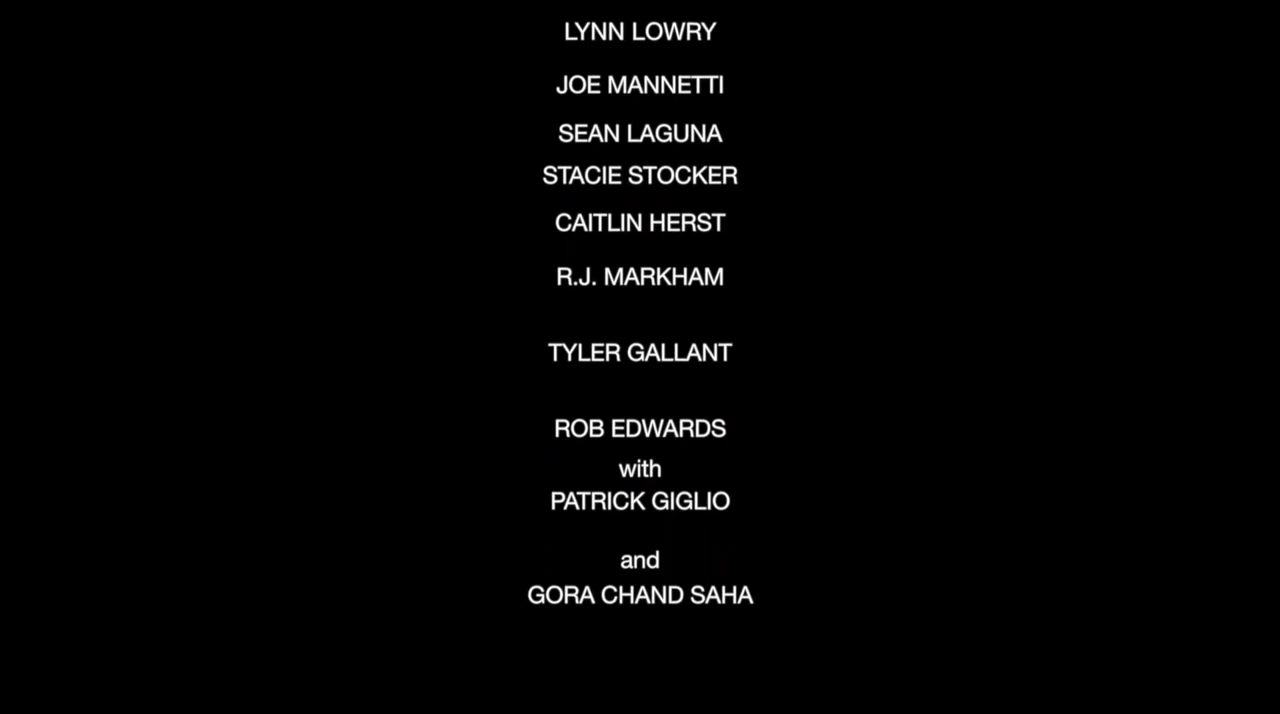 LYNN LOWRY
JOE MANNETTI
SEAN LAGUNA
STACIE STOCKER
CAITLIN HERST
R.J. MARKHAM
TYLER GALLANT
ROB EDWARDS
with
PATRICK GIGLIO
and
GORA CHAND SAHA